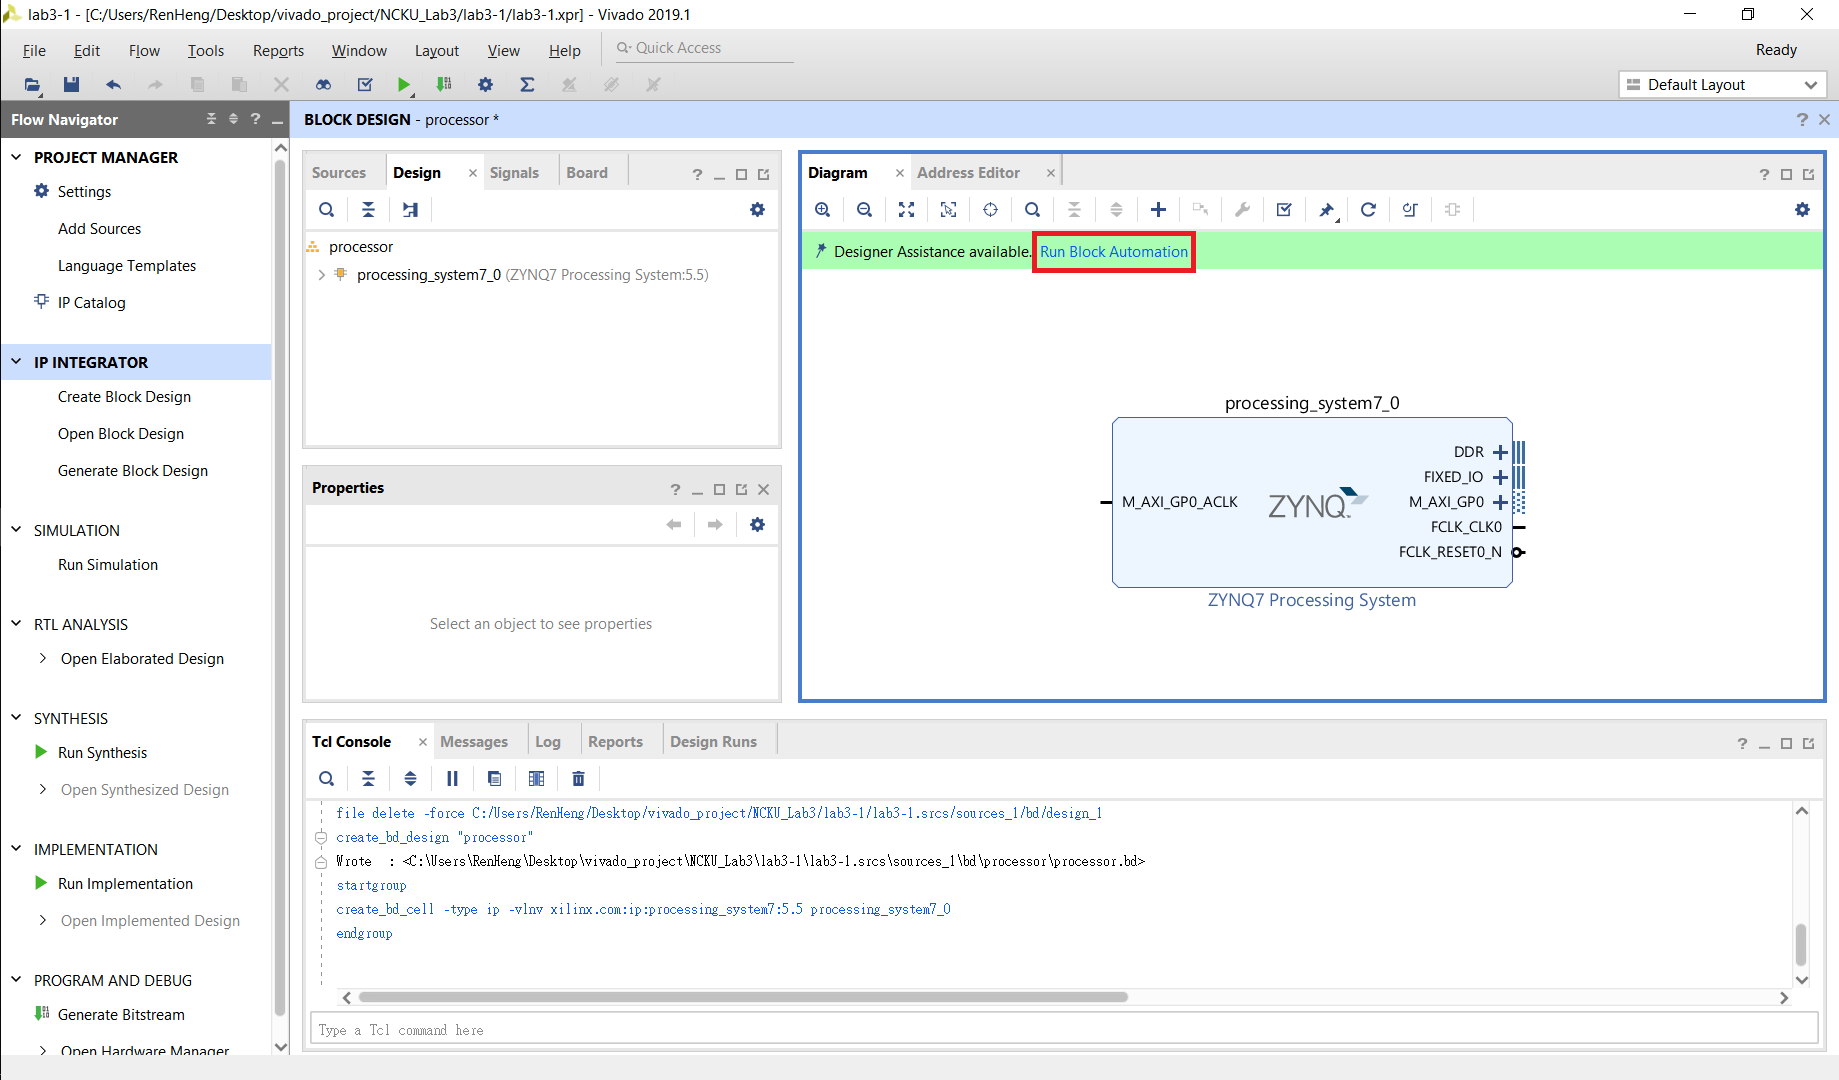 lab3-1 - [C:/Users/RenHeng/Desktop/vivado_project/NCKU_Lab3/lab3-1/lab3-1.xpr] - Vivado 2019.1
File Edit Flow Tools Reports Window Layout View Help Quick Access
Ready
Default Layout
Flow Navigator
PROJECT MANAGER
Settings
Add Sources
Language Templates
IP Catalog
IP INTEGRATOR
Create Block Design
Open Block Design
Generate Block Design
SIMULATION
Run Simulation
RTL ANALYSIS
Open Elaborated Design
SYNTHESIS
Run Synthesis
Open Synthesized Design
IMPLEMENTATION
Run Implementation
Open Implemented Design
PROGRAM AND DEBUG
Generate Bitstream
Open Hardware Manager
BLOCK DESIGN - processor *
Sources Design Signals Board
processor
processing_system7_0 (ZYNQ7 Processing System:5.5)
Properties
Select an object to see properties
Diagram Address Editor
Designer Assistance available. Run Block Automation
processing_system7_0
DDR
FIXED_IO
M_AXI_GP0_ACLK ZYNQ M_AXI_GP0
FCLK_CLK0
FCLK_RESET0_N
ZYNQ7 Processing System
Tcl Console Messages Log Reports Design Runs
file delete -force C:/Users/RenHeng/Desktop/vivado_project/NCKU_Lab3/lab3-1/lab3-1.srcs/sources_1/bd/design_1
create_bd_design "processor"
Wrote  : <C:\Users\RenHeng\Desktop\vivado_project\NCKU_Lab3\lab3-1\lab3-1.srcs\sources_1\bd\processor\processor.bd>
startgroup
create_bd_cell -type ip -vlnv xilinx.com:ip:processing_system7:5.5 processing_system7_0
endgroup
Type a Tcl command here